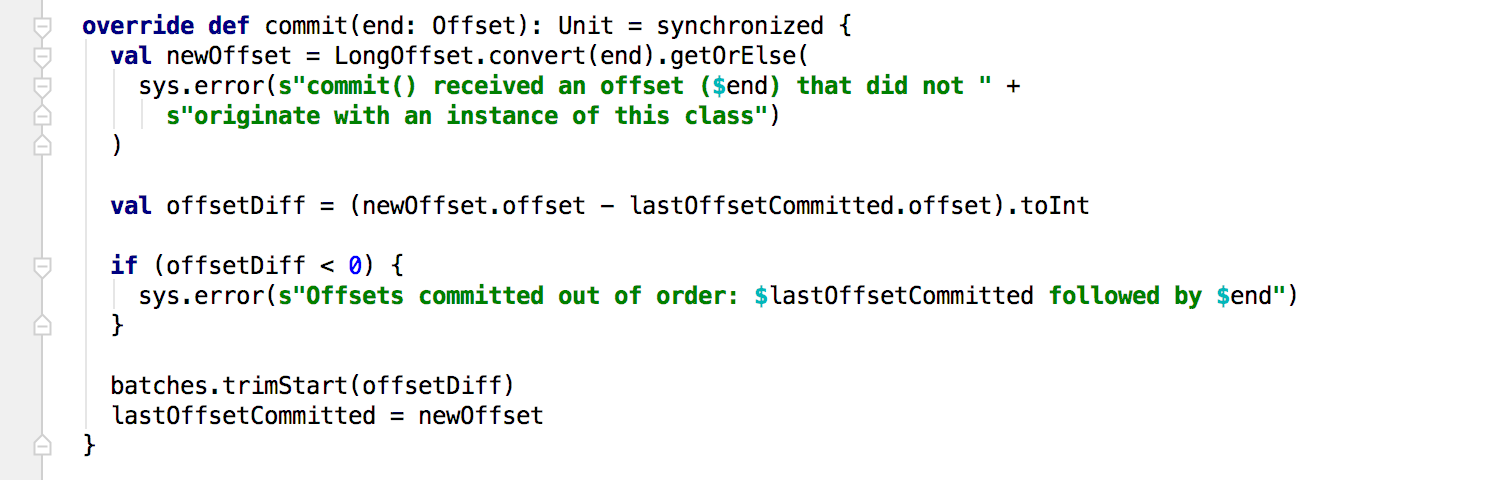 override def commit(end: Offset): Unit = synchronized {
val newOffset = LongOffset.convert(end).getOrElse(
sys.error(s"commit() received an offset ($end) that did not " +
s"originate with an instance of this class")
)
val offsetDiff = (newOffset.offset - lastOffsetCommitted.offset).toInt
if (offsetDiff < 0) {
sys.error(s"Offsets committed out of order: $lastOffsetCommitted followed by $end")
}
batches.trimStart(offsetDiff)
lastOffsetCommitted = newOffset
}